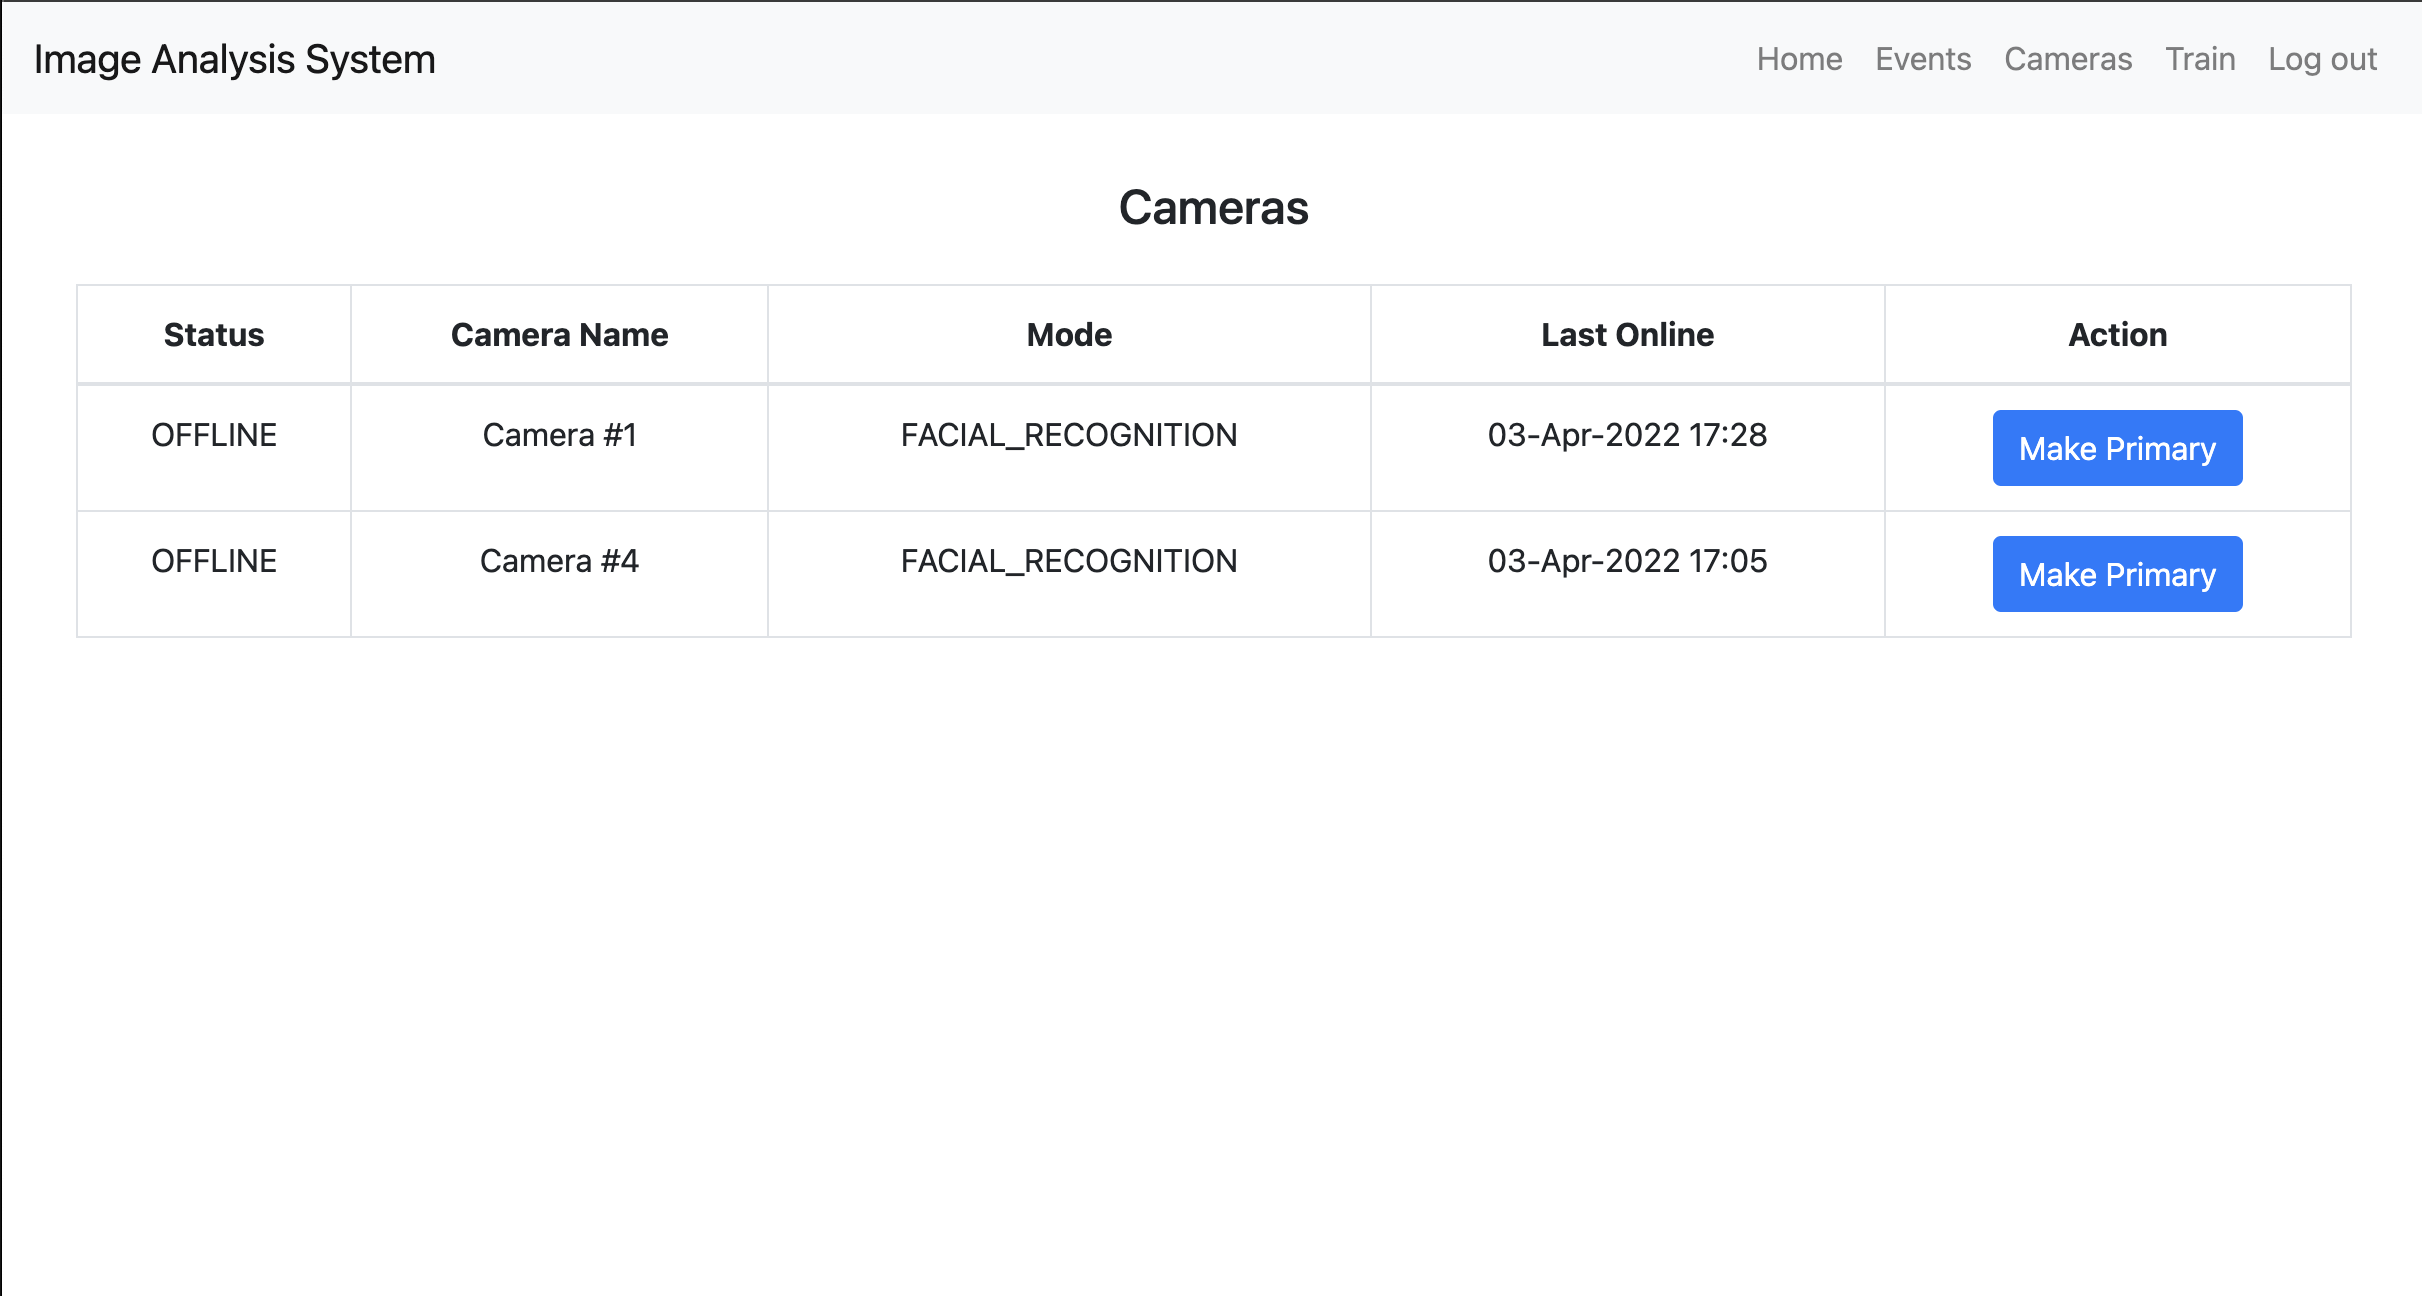 Image Analysis System Home Events Cameras Train Log out
Cameras
Status Camera Name Mode Last Online Action
OFFLINE Camera #1 FACIAL_RECOGNITION 03-Apr-2022 17:28 Make Primary
OFFLINE Camera #4 FACIAL_RECOGNITION 03-Apr-2022 17:05 Make Primary